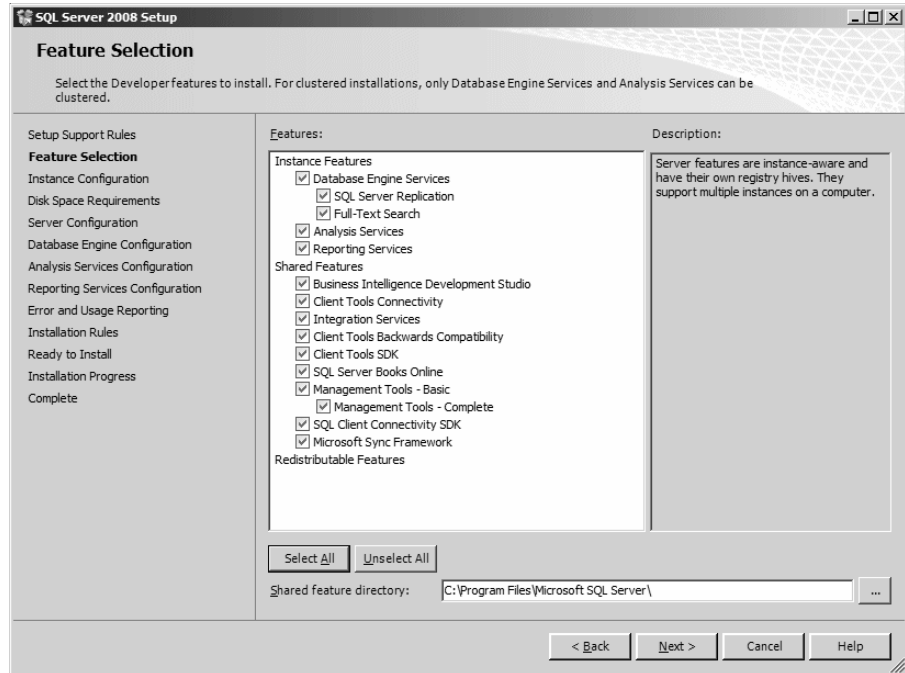 SQL Server 2008 Setup
Feature Selection
Select the Developer features to install. For clustered installations, only Database Engine Services and Analysis Services can be
clustered.
Setup Support Rules
Feature Selection
Instance Configuration
Disk Space Requirements
Server Configuration
Database Engine Configuration
Analysis Services Configuration
Reporting Services Configuration
Error and Usage Reporting
Installation Rules
Ready to Install
Installation Progress
Complete
Features:
Instance Features
Database Engine Services
SQL Server Replication
Full-Text Search
Analysis Services
Reporting Services
Shared Features
Business Intelligence Development Studio
Client Tools Connectivity
Integration Services
Client Tools Backwards Compatibility
Client Tools SDK
SQL Server Books Online
Management Tools - Basic
Management Tools - Complete
SQL Client Connectivity SDK
Microsoft Sync Framework
Redistributable Features
Description:
Server features are instance-aware and
have their own registry hives. They
support multiple instances on a computer.
Select All
Unselect All
Shared feature directory:
C:\Program Files\Microsoft SQL Server\
...
< Back
Next >
Cancel
Help